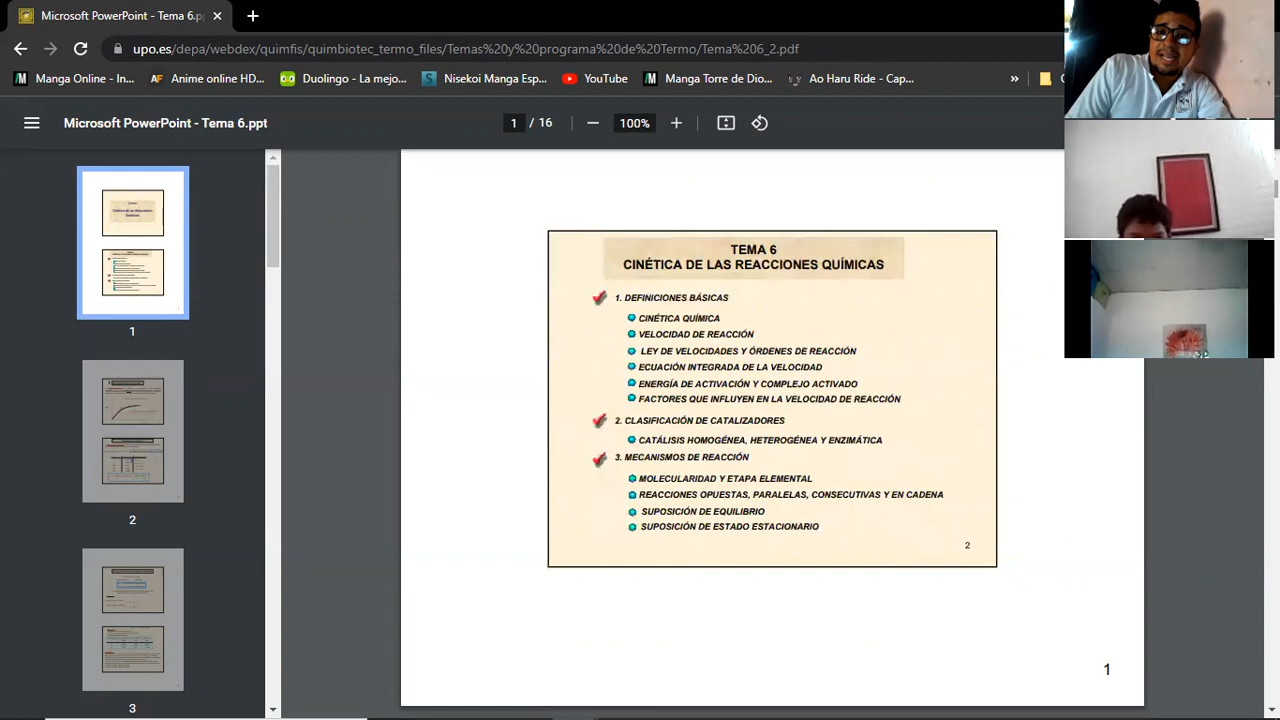 Microsoft PowerPoint - Tema 6.p
upo.es/depa/webdex/quimfis/quimbiotec_termo_files/Temas%20y%20programa%20de%20Termo/Tema%206_2.pdf
Manga Online - In... Anime online HD... Duolingo - La mejo... Nisekoi Manga Esp... YouTube Manga Torre de Dio... Ao Haru Ride - Cap... »
Microsoft PowerPoint - Tema 6.ppt
1 / 16 — 100% +
TEMA 6
CINÉTICA DE LAS REACCIONES QUÍMICAS
1. DEFINICIONES BÁSICAS
CINÉTICA QUÍMICA
VELOCIDAD DE REACCIÓN
LEY DE VELOCIDADES Y ÓRDENES DE REACCIÓN
ECUACIÓN INTEGRADA DE LA VELOCIDAD
ENERGÍA DE ACTIVACIÓN Y COMPLEJO ACTIVADO
FACTORES QUE INFLUYEN EN LA VELOCIDAD DE REACCIÓN
2. CLASIFICACIÓN DE CATALIZADORES
CATÁLISIS HOMOGÉNEA, HETEROGÉNEA Y ENZIMÁTICA
3. MECANISMOS DE REACCIÓN
MOLECULARIDAD Y ETAPA ELEMENTAL
REACCIONES OPUESTAS, PARALELAS, CONSECUTIVAS Y EN CADENA
SUPOSICIÓN DE EQUILIBRIO
SUPOSICIÓN DE ESTADO ESTACIONARIO
2
1
1
2
3